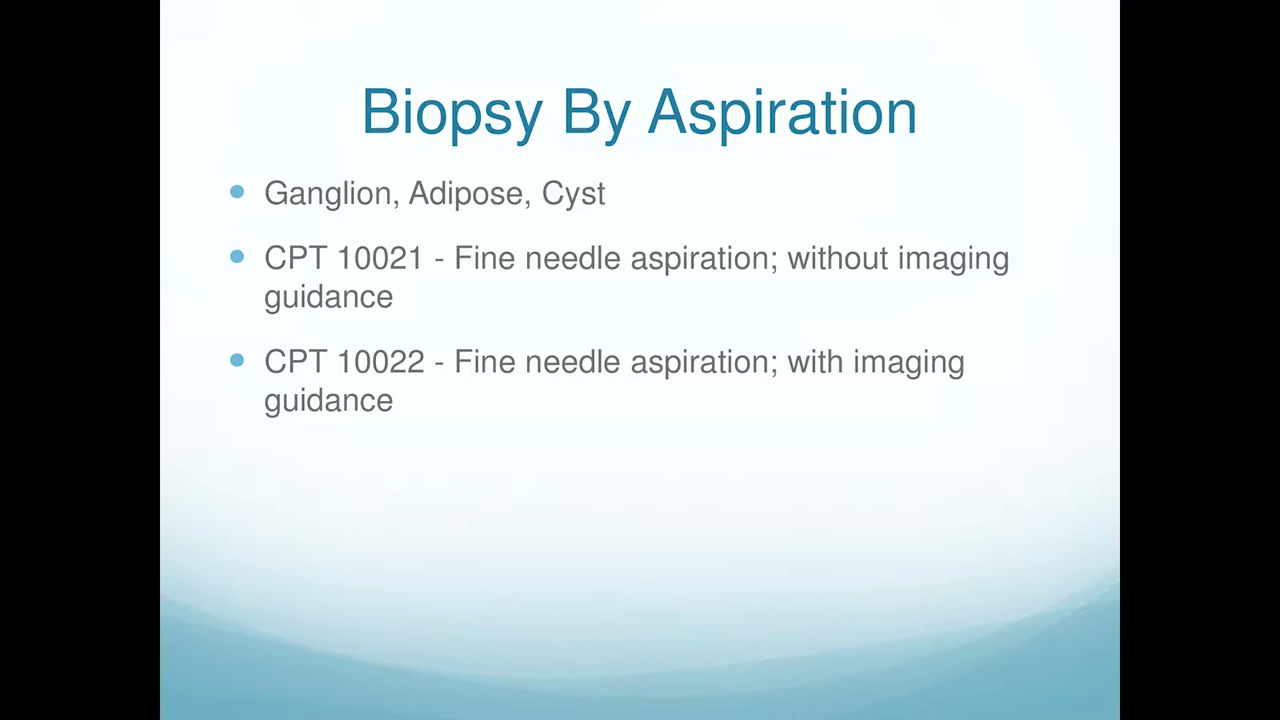 Biopsy By Aspiration
Ganglion, Adipose, Cyst
CPT 10021 - Fine needle aspiration; without imaging
guidance
CPT 10022 - Fine needle aspiration; with imaging
guidance